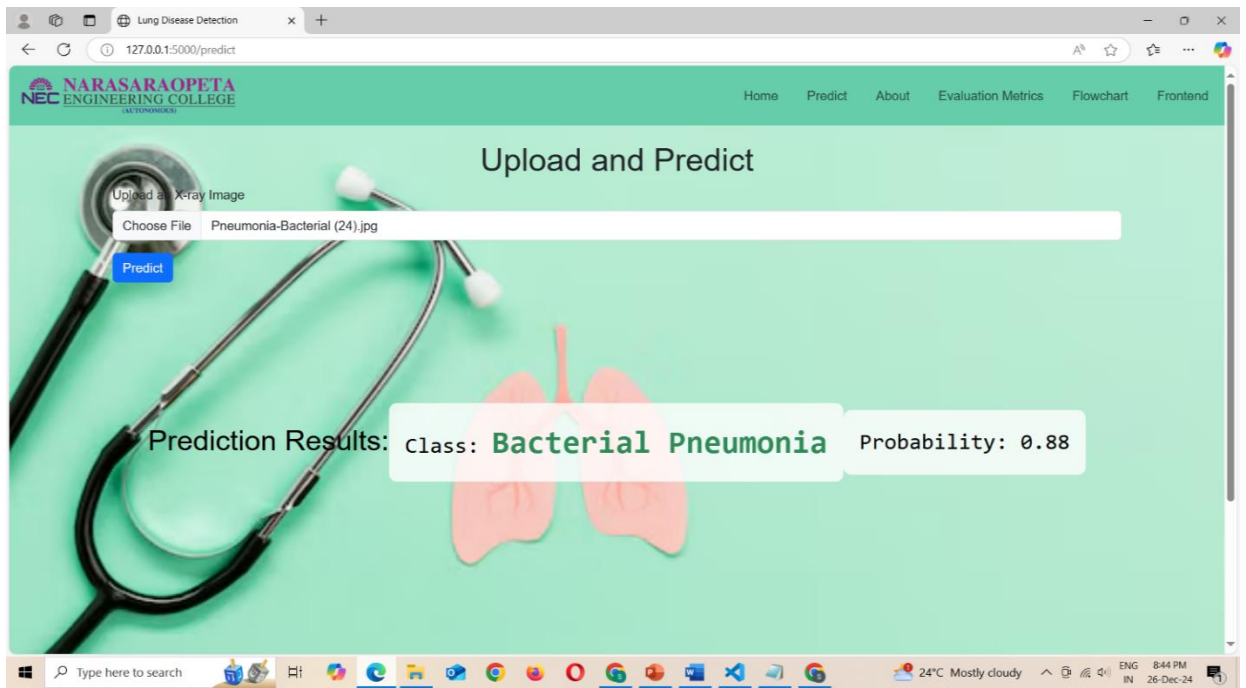 Lung Disease Detection
127.0.0.1:5000/predict
NEC NARASARAOPETA
ENGINEERING COLLEGE
(AUTONOMOUS)
Home Predict About Evaluation Metrics Flowchart Frontend
Upload and Predict
Upload an X-ray Image
Choose File Pneumonia-Bacterial (24).jpg
Predict
Prediction Results: Class: Bacterial Pneumonia Probability: 0.88
Type here to search 24°C Mostly cloudy ENG 8:44 PM
IN 26-Dec-24